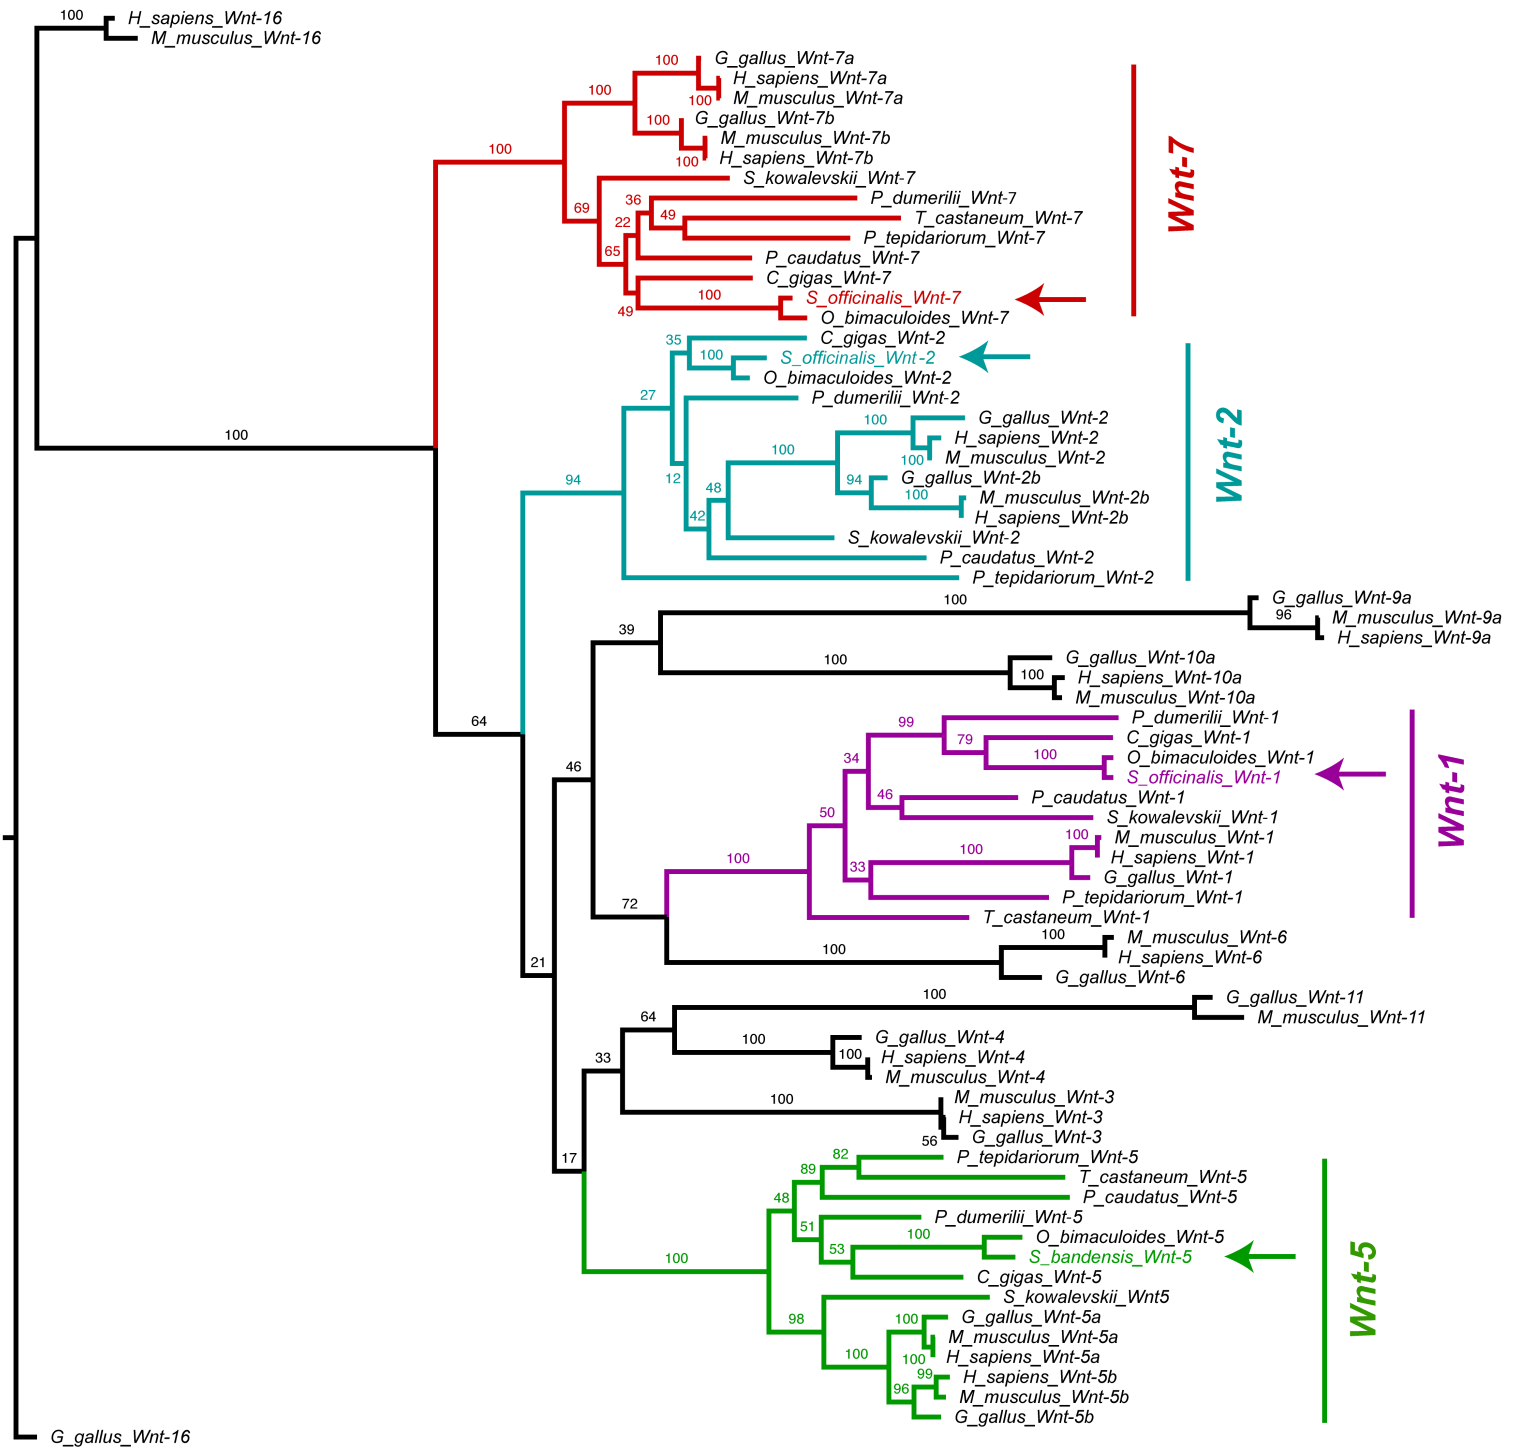 100
H_sapiens_Wnt-16
M_musculus_Wnt-16
G_gallus_Wnt-7a
100
H_sapiens_Wnt-7a
100
M_musculus_Wnt-7a
100
G_gallus_Wnt-7b
100
M_musculus_Wnt-7b
100
H_sapiens_Wnt-7b
100
S_kowalevskii_Wnt-7
69
P_dumerilii_Wnt-7
36
T_castaneum_Wnt-7
49
22
P_tepidariorum_Wnt-7
65
P_caudatus_Wnt-7
C_gigas_Wnt-7
100
S_officinalis_Wnt-7
49
O_bimaculoides_Wnt-7
Wnt-7
C_gigas_Wnt-2
35
100
S_officinalis_Wnt-2
O_bimaculoides_Wnt-2
27
P_dumerilii_Wnt-2
100
G_gallus_Wnt-2
H_sapiens_Wnt-2
100
100
M_musculus_Wnt-2
12
94
G_gallus_Wnt-2b
48
100
M_musculus_Wnt-2b
H_sapiens_Wnt-2b
42
S_kowalevskii_Wnt-2
P_caudatus_Wnt-2
94
P_tepidariorum_Wnt-2
Wnt-2
100
100
G_gallus_Wnt-9a
96
M_musculus_Wnt-9a
H_sapiens_Wnt-9a
39
100
G_gallus_Wnt-10a
100
H_sapiens_Wnt-10a
M_musculus_Wnt-10a
64
99
P_dumerilii_Wnt-1
79
C_gigas_Wnt-1
100
O_bimaculoides_Wnt-1
34
S_officinalis_Wnt-1
46
46
P_caudatus_Wnt-1
50
S_kowalevskii_Wnt-1
100
M_musculus_Wnt-1
100
H_sapiens_Wnt-1
33
G_gallus_Wnt-1
100
P_tepidariorum_Wnt-1
72
T_castaneum_Wnt-1
Wnt-1
100
M_musculus_Wnt-6
100
H_sapiens_Wnt-6
G_gallus_Wnt-6
21
100
G_gallus_Wnt-11
M_musculus_Wnt-11
64
100
G_gallus_Wnt-4
100
H_sapiens_Wnt-4
M_musculus_Wnt-4
33
100
M_musculus_Wnt-3
H_sapiens_Wnt-3
56
G_gallus_Wnt-3
17
82
P_tepidariorum_Wnt-5
89
T_castaneum_Wnt-5
48
P_caudatus_Wnt-5
51
P_dumerilii_Wnt-5
100
O_bimaculoides_Wnt-5
53
S_bandensis_Wnt-5
100
C_gigas_Wnt-5
98
S_kowalevskii_Wnt5
100
G_gallus_Wnt-5a
M_musculus_Wnt-5a
100
100
H_sapiens_Wnt-5a
99
H_sapiens_Wnt-5b
96
M_musculus_Wnt-5b
G_gallus_Wnt-5b
Wnt-5
G_gallus_Wnt-16